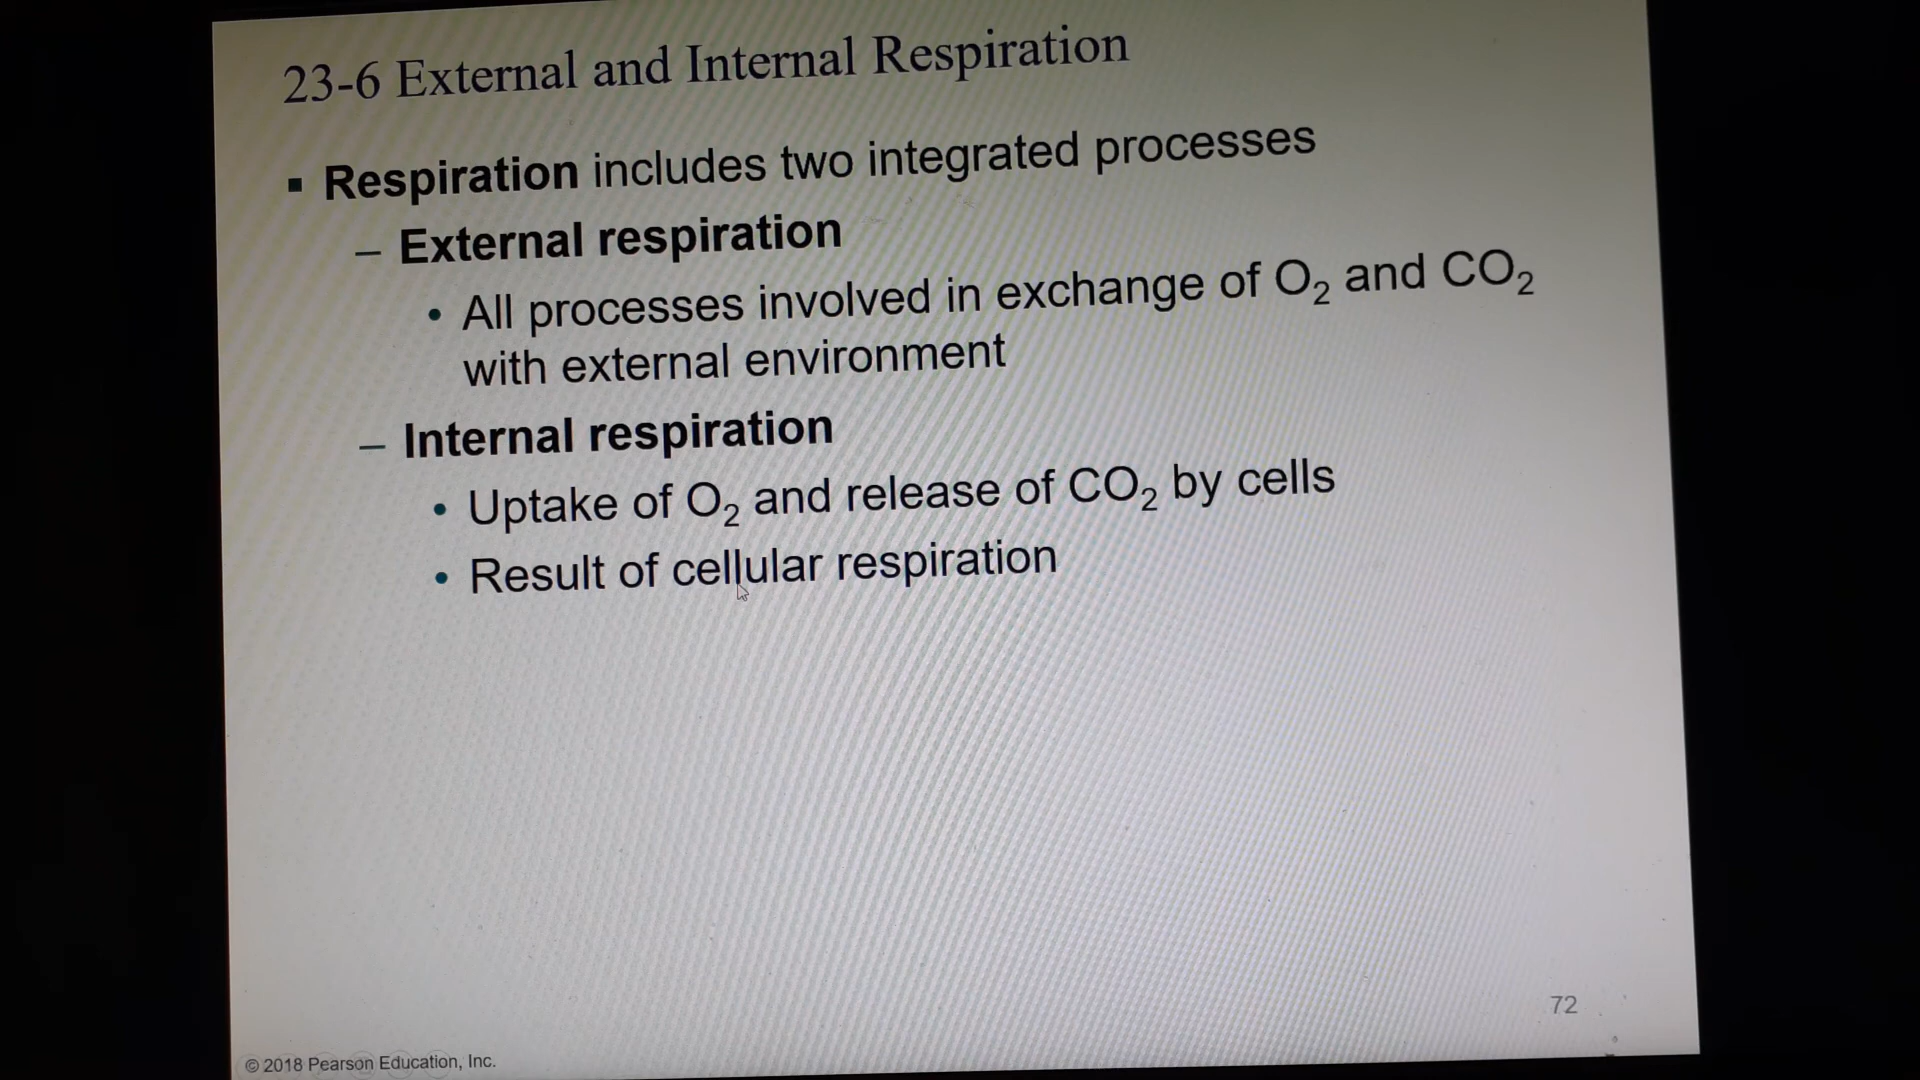 23-6 External and Internal Respiration
▪ Respiration includes two integrated processes
– External respiration
• All processes involved in exchange of O₂ and CO₂
with external environment
– Internal respiration
• Uptake of O₂ and release of CO₂ by cells
• Result of cellular respiration
72
© 2018 Pearson Education, Inc.